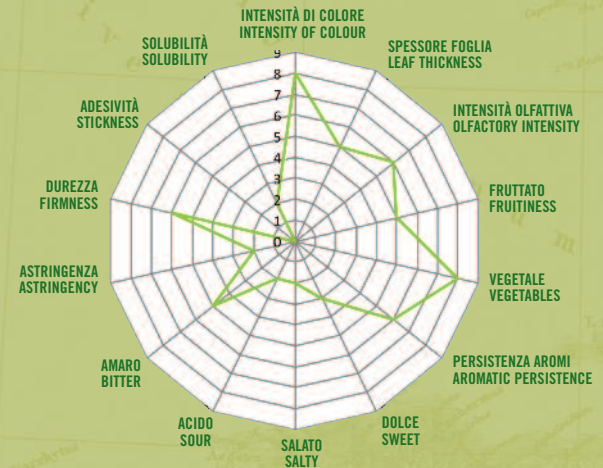 INTENSITÀ DI COLORE
INTENSITY OF COLOUR
SPESSORE FOGLIA
LEAF THICKNESS
INTENSITÀ OLFATTIVA
OLFACTORY INTENSITY
FRUTTATO
FRUITINESS
VEGETALE
VEGETABLES
PERSISTENZA AROMI
AROMATIC PERSISTENCE
DOLCE
SWEET
SALATO
SALTY
ACIDO
SOUR
AMARO
BITTER
ASTRINGENZA
ASTRINGENCY
DUREZZA
FIRMNESS
ADESIVITÀ
STICKNESS
SOLUBILITÀ
SOLUBILITY
9
8
7
6
5
4
3
2
1
0